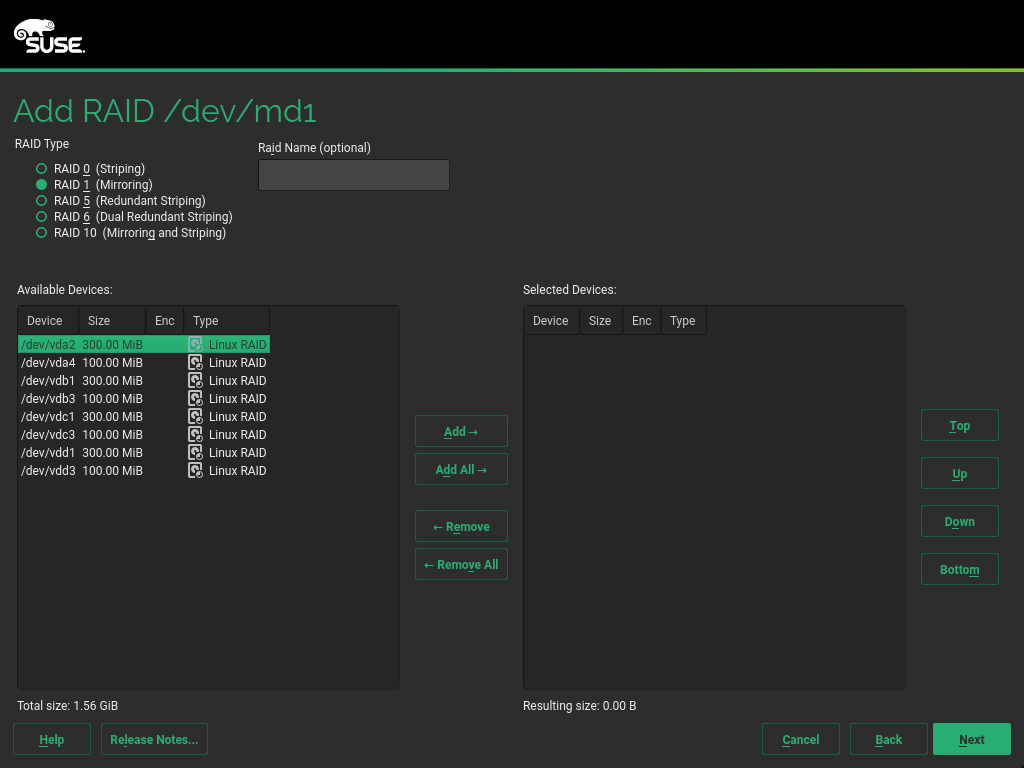 SUSE.
Add RAID /dev/md1
RAID Type
RAID 0 (Striping)
RAID 1 (Mirroring)
RAID 5 (Redundant Striping)
RAID 6 (Dual Redundant Striping)
RAID 10 (Mirroring and Striping)
Raid Name (optional)
Available Devices:
Device Size Enc Type
/dev/vda2 300.00 MiB Linux RAID
/dev/vda4 100.00 MiB Linux RAID
/dev/vdb1 300.00 MiB Linux RAID
/dev/vdb3 100.00 MiB Linux RAID
/dev/vdc1 300.00 MiB Linux RAID
/dev/vdc3 100.00 MiB Linux RAID
/dev/vdd1 300.00 MiB Linux RAID
/dev/vdd3 100.00 MiB Linux RAID
Total size: 1.56 GiB
Add →
Add All →
← Remove
← Remove All
Selected Devices:
Device Size Enc Type
Resulting size: 0.00 B
Top
Up
Down
Bottom
Help Release Notes... Cancel Back Next